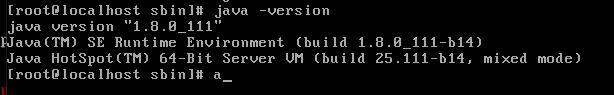 [root@localhost sbin]# java -version
java version "1.8.0_111"
Java(TM) SE Runtime Environment (build 1.8.0_111-b14)
Java HotSpot(TM) 64-Bit Server VM (build 25.111-b14, mixed mode)
[root@localhost sbin]# a_